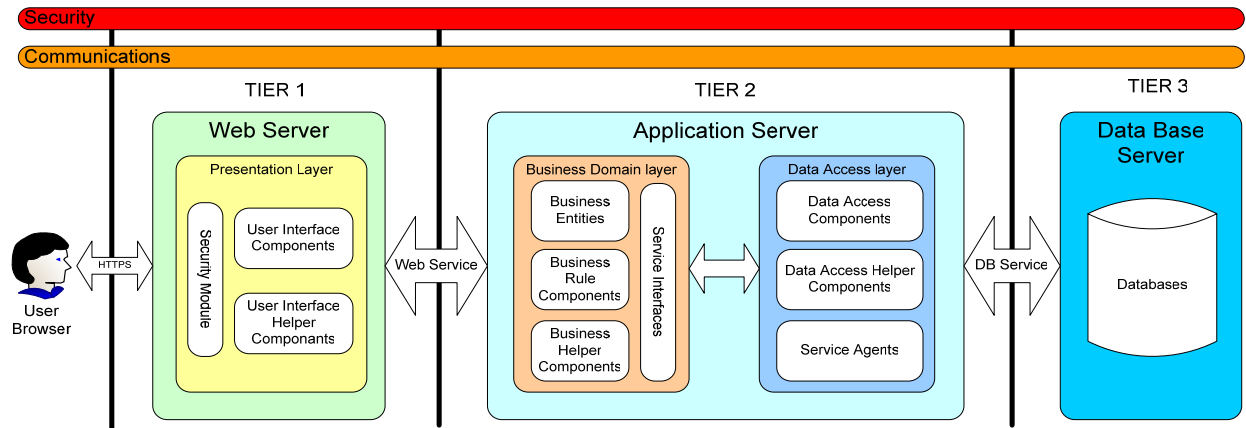 Security
Communications
TIER 1
TIER 2
TIER 3
Web Server
Presentation Layer
Security Module
User Interface
Components
User Interface
Helper
Componants
User
Browser
HTTPS
Web Service
Application Server
Business Domain layer
Business
Entities
Business
Rule
Components
Business
Helper
Components
Service Interfaces
Data Access layer
Data Access
Components
Data Access Helper
Components
Service Agents
DB Service
Data Base
Server
Databases